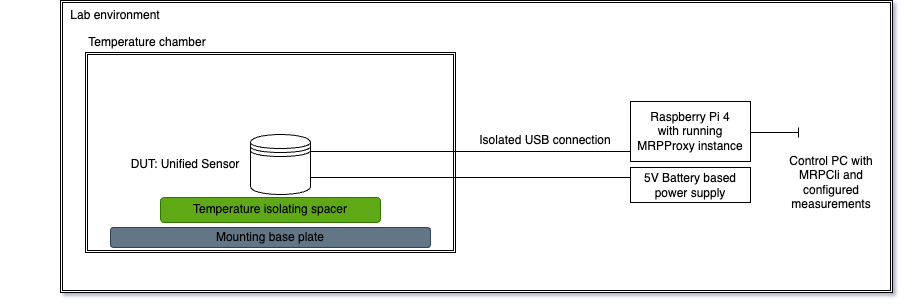 Lab environment
Temperature chamber
DUT: Unified Sensor
Temperature isolating spacer
Mounting base plate
Isolated USB connection
Raspberry Pi 4
with running
MRPProxy instance
5V Battery based
power supply
Control PC with
MRPCli and
configured
measurements